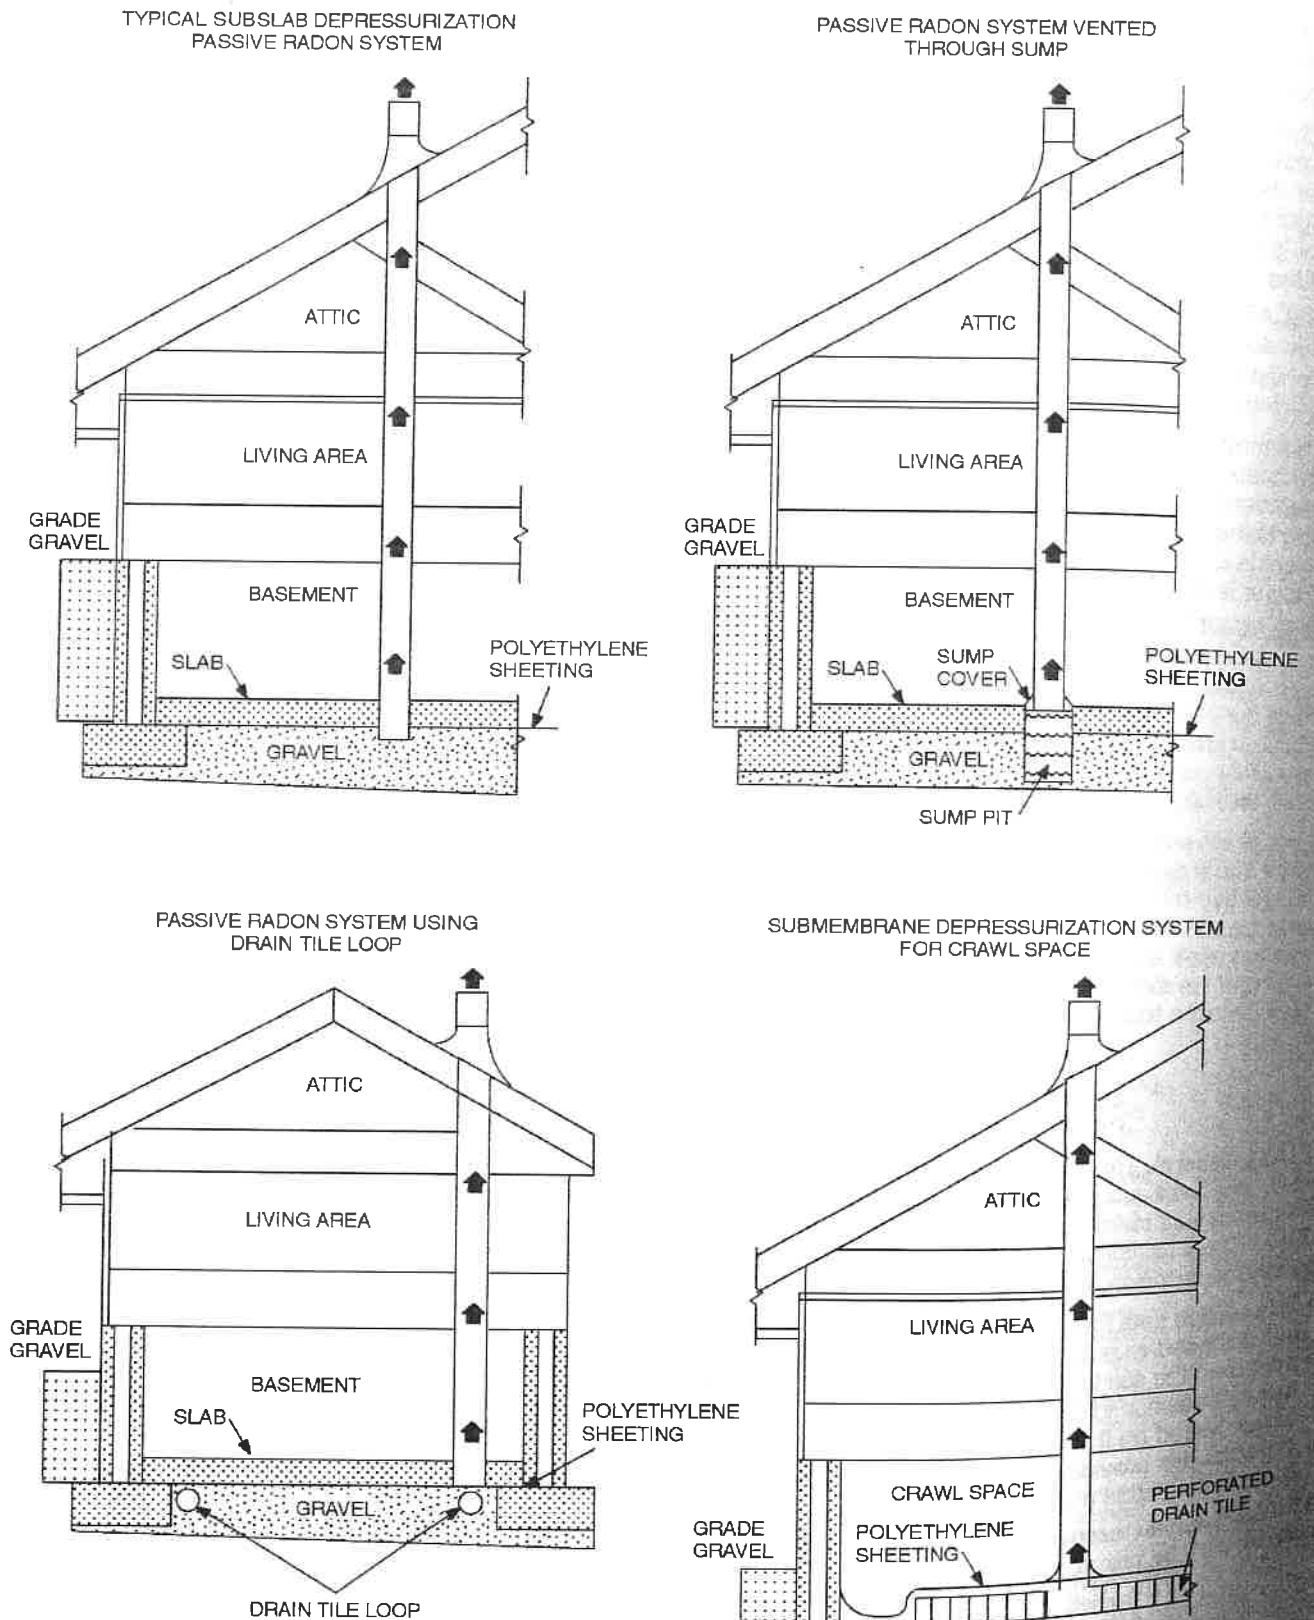 TYPICAL SUBSLAB DEPRESSURIZATION
PASSIVE RADON SYSTEM
ATTIC
LIVING AREA
GRADE
GRAVEL
BASEMENT
SLAB
POLYETHYLENE
SHEETING
GRAVEL
PASSIVE RADON SYSTEM VENTED
THROUGH SUMP
ATTIC
LIVING AREA
GRADE
GRAVEL
BASEMENT
SLAB
SUMP
COVER
POLYETHYLENE
SHEETING
GRAVEL
SUMP PIT
PASSIVE RADON SYSTEM USING
DRAIN TILE LOOP
ATTIC
LIVING AREA
GRADE
GRAVEL
BASEMENT
SLAB
POLYETHYLENE
SHEETING
GRAVEL
DRAIN TILE LOOP
SUBMEMBRANE DEPRESSURIZATION SYSTEM
FOR CRAWL SPACE
ATTIC
LIVING AREA
CRAWL SPACE
PERFORATED
DRAIN TILE
GRADE
GRAVEL
POLYETHYLENE
SHEETING